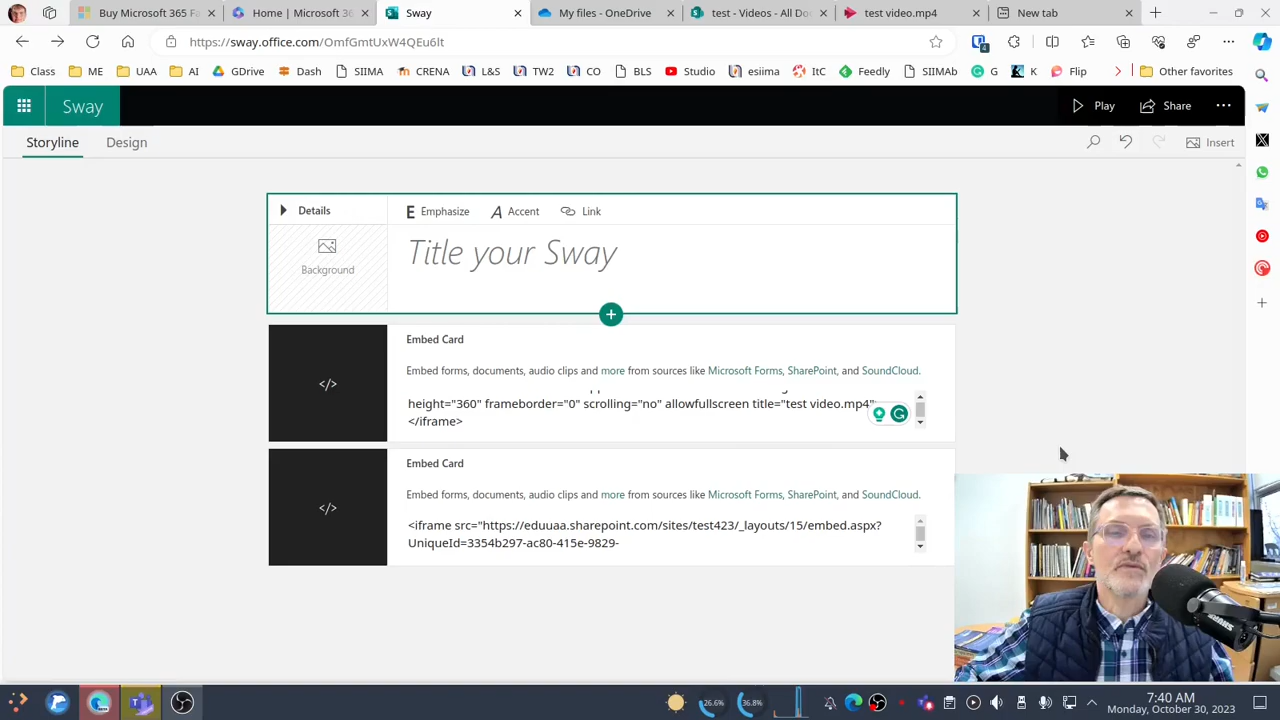 Buy Microsoft 365 Fa
Home | Microsoft 36
Sway
My files - OneDrive
test - Videos - All Do
test video.mp4
New tab
https://sway.office.com/OmfGmtUxW4QEu6lt
4
Class
ME
UAA
AI
GDrive
Dash
SIIMA
CRENA
L&S
TW2
CO
BLS
Studio
esiima
ItC
Feedly
SIIMAb
G
K
Flip
Other favorites
Sway
Play
Share
Storyline
Design
Insert
Details
E Emphasize
A Accent
Link
Background
Title your Sway
Embed Card
Embed forms, documents, audio clips and more from sources like Microsoft Forms, SharePoint, and SoundCloud.
</>
height="360" frameborder="0" scrolling="no" allowfullscreen title="test video.mp4">
</iframe>
Embed Card
Embed forms, documents, audio clips and more from sources like Microsoft Forms, SharePoint, and SoundCloud.
</>
<iframe src="https://eduuaa.sharepoint.com/sites/test423/_layouts/15/embed.aspx?
UniqueId=3354b297-ac80-415e-9829-
26.6%
36.8%
7:40 AM
Monday, October 30, 2023